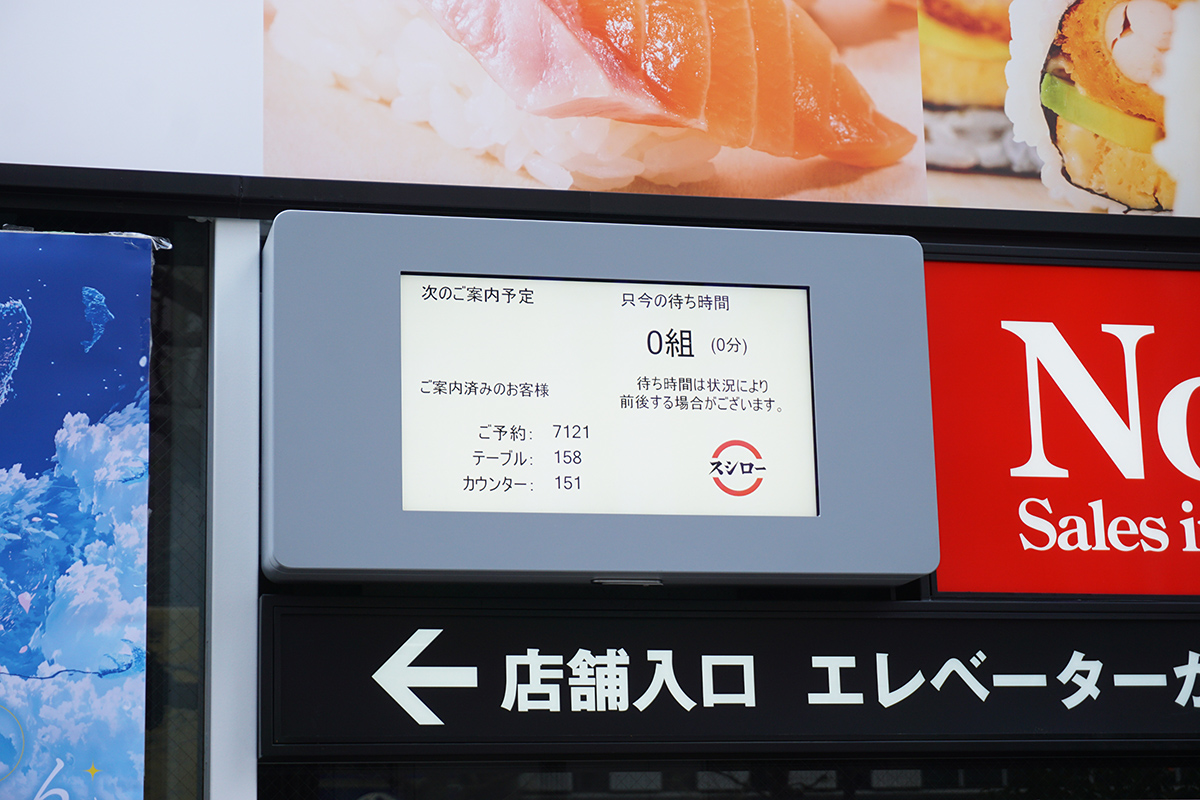 次のご案内予定
只今の待ち時間
0組 (0分)
待ち時間は状況により
前後する場合がございます。
ご案内済みのお客様
ご予約: 7121
テーブル: 158
カウンター: 151
スシロー
No
Sales i
← 店舗入口 エレベーター